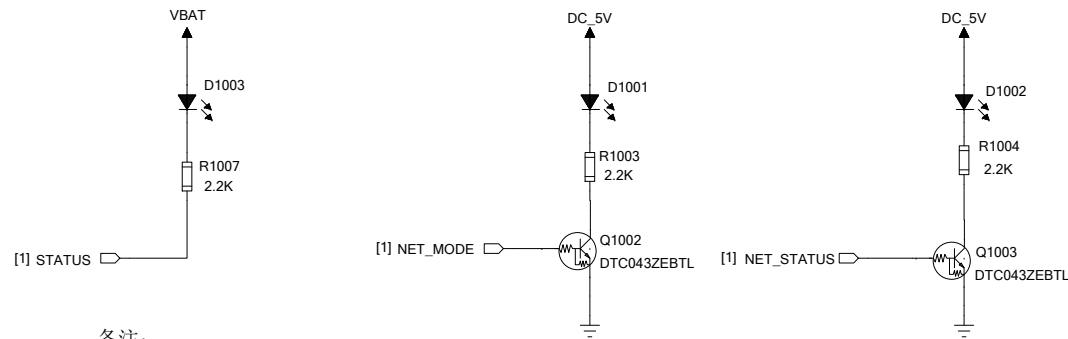 VBAT
D1003
R1007
2.2K
[1] STATUS
DC_5V
D1001
R1003
2.2K
[1] NET_MODE
Q1002
DTC043ZEBTL
DC_5V
D1002
R1004
2.2K
[1] NET_STATUS
Q1003
DTC043ZEBTL